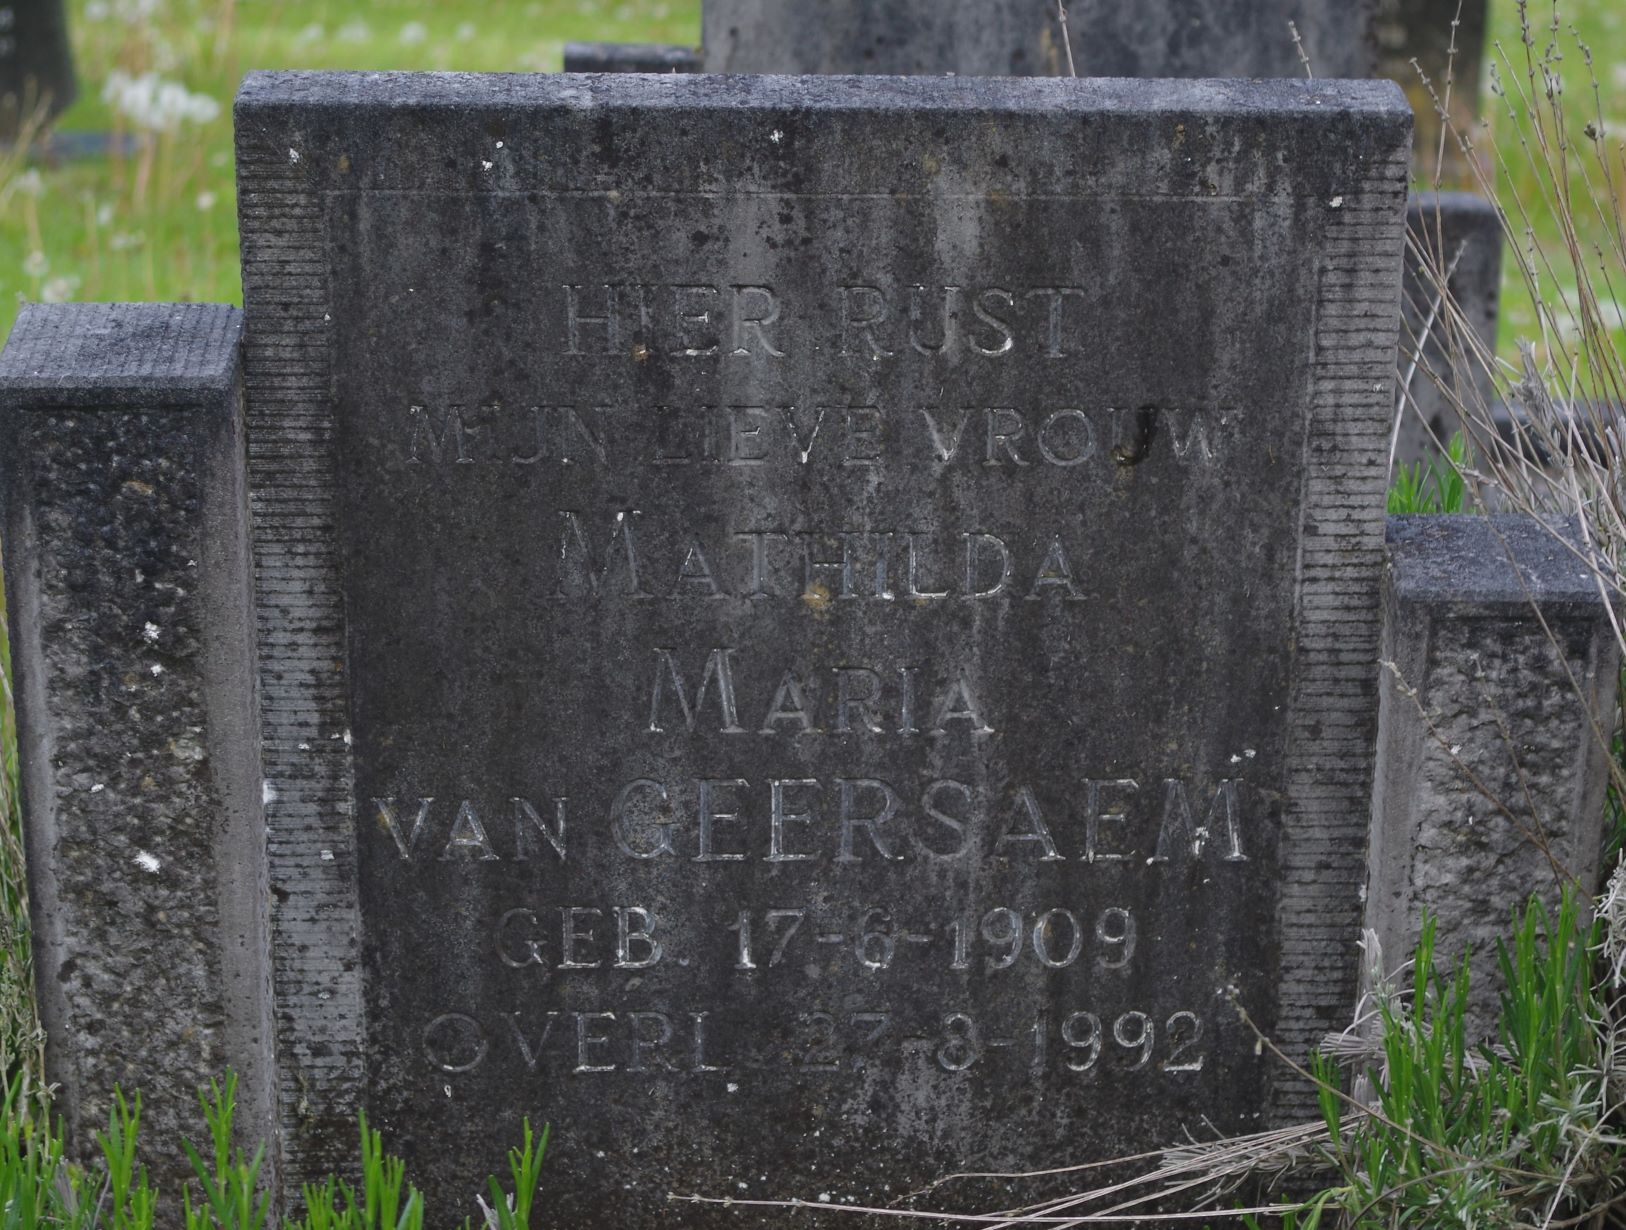 HIER RUST
MIJN LIEVE VROUW
MATHILDA
MARIA
VAN GEERSAEM
GEB. 17-6-1909
OVERL 27-8-1992